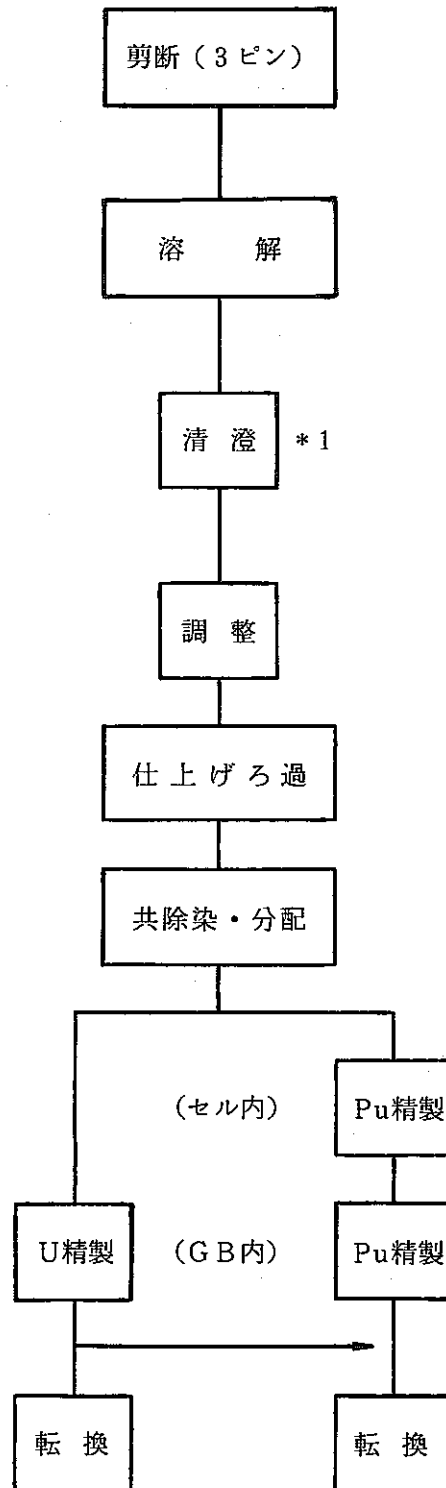 剪断（3ピン）
溶　解
清 澄 ＊1
調 整
仕上げろ過
共除染・分配
（セル内） Pu精製
U精製 （GB内） Pu精製
転 換 転 換